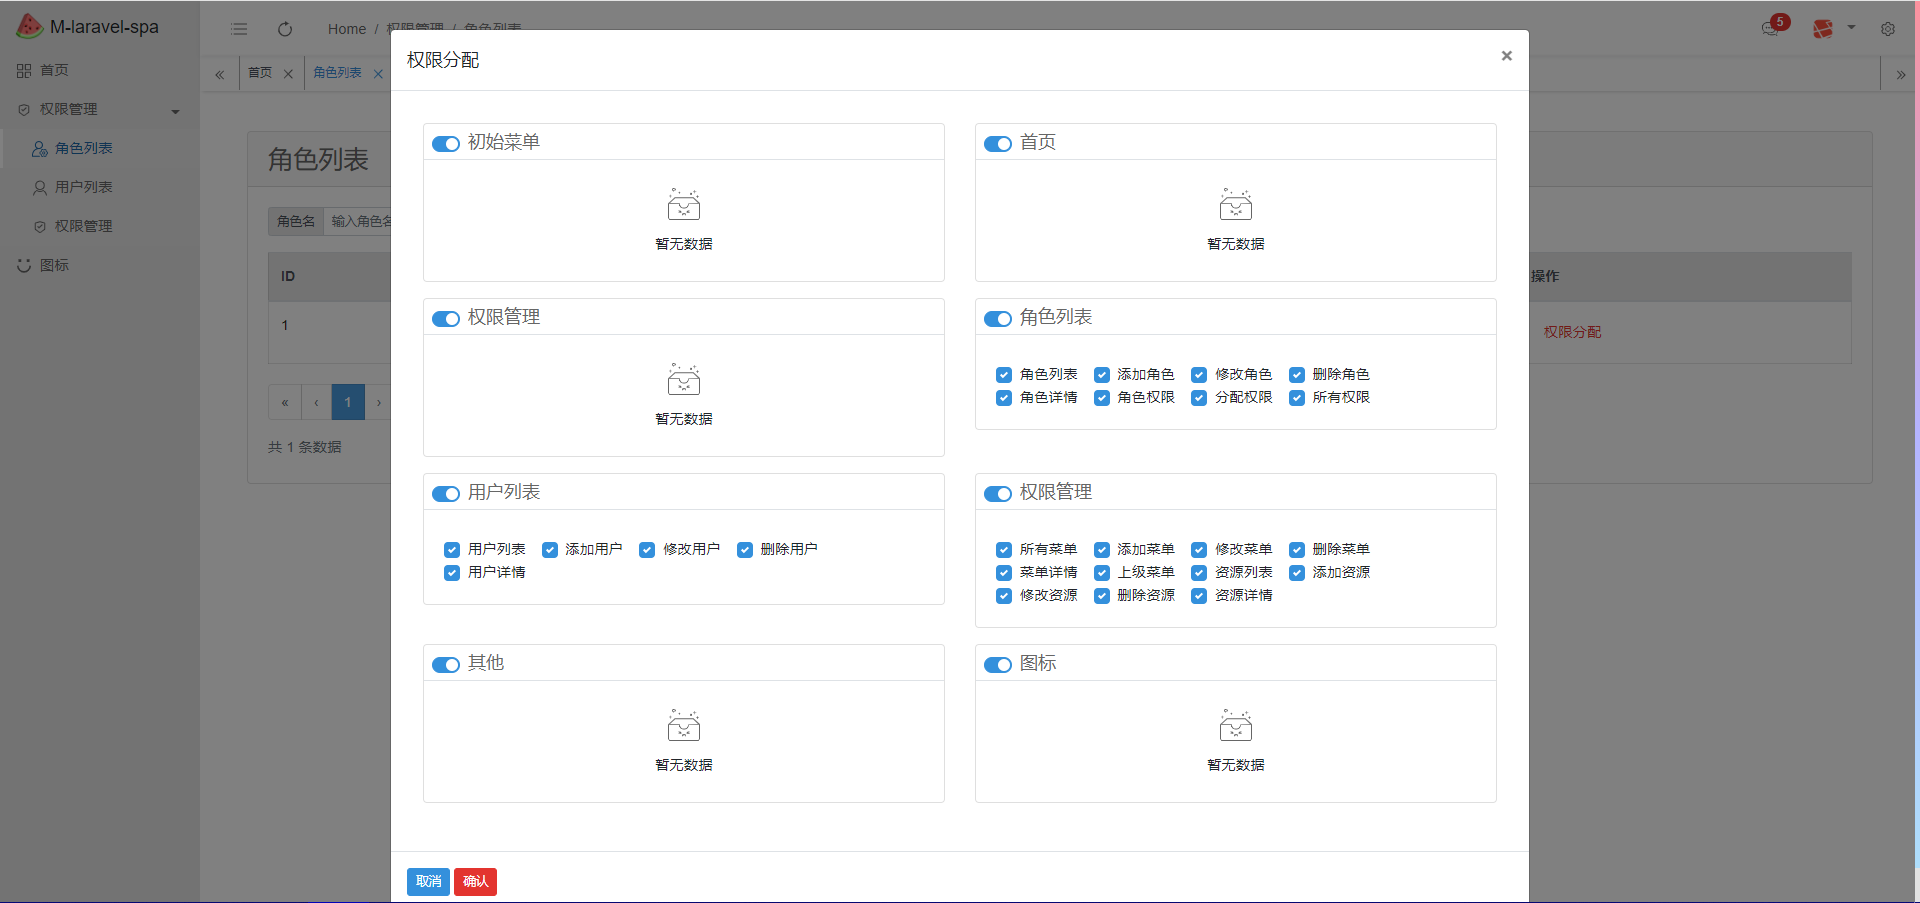 M-laravel-spa
首页
权限管理
角色列表
用户列表
权限管理
图标
Home / 权限管理 / 角色列表
5
« 首页 × 角色列表 × »
角色列表
角色名 输入角色名
ID
操作
1
权限分配
« ‹ 1 ›
共 1 条数据
权限分配 ×
初始菜单
暂无数据
首页
暂无数据
权限管理
暂无数据
角色列表
角色列表 添加角色 修改角色 删除角色
角色详情 角色权限 分配权限 所有权限
用户列表
用户列表 添加用户 修改用户 删除用户
用户详情
权限管理
所有菜单 添加菜单 修改菜单 删除菜单
菜单详情 上级菜单 资源列表 添加资源
修改资源 删除资源 资源详情
其他
暂无数据
图标
暂无数据
取消 确认